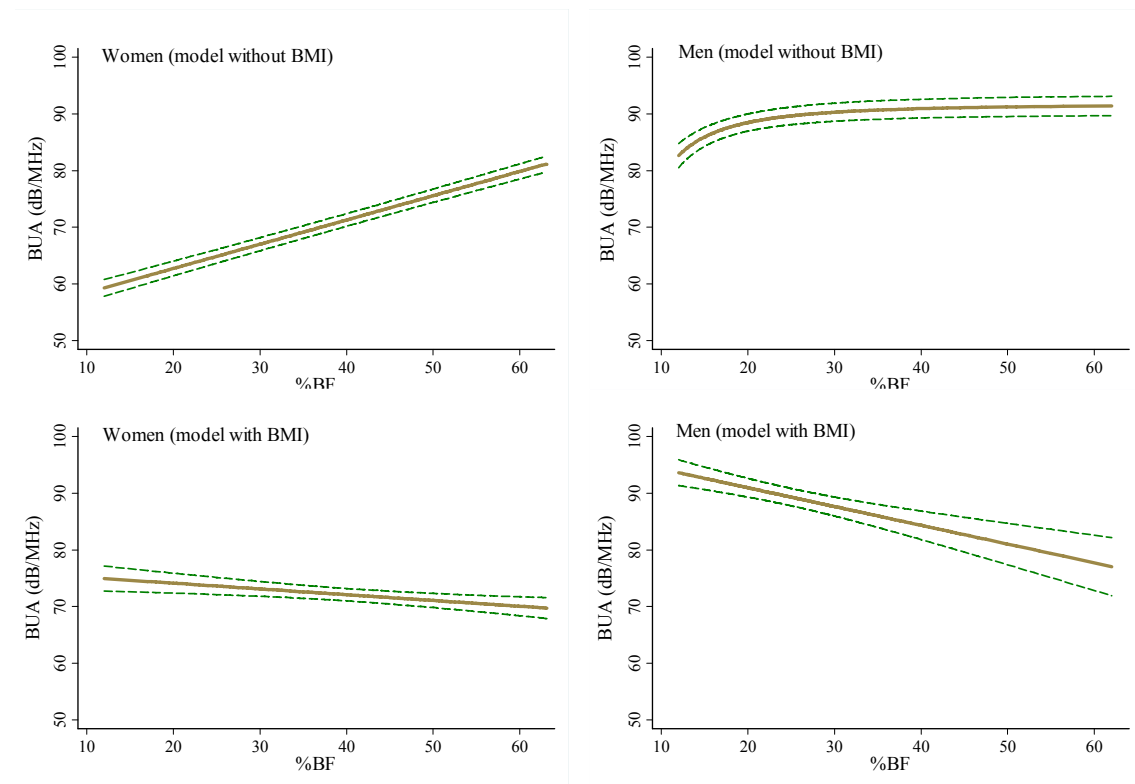 Women (model without BMI)
BUA (dB/MHz)
100
90
80
70
60
50
10 20 30 40 50 60
%BF
Men (model without BMI)
BUA (dB/MHz)
100
90
80
70
60
50
10 20 30 40 50 60
%BF
Women (model with BMI)
BUA (dB/MHz)
100
90
80
70
60
50
10 20 30 40 50 60
%BF
Men (model with BMI)
BUA (dB/MHz)
100
90
80
70
60
50
10 20 30 40 50 60
%BF